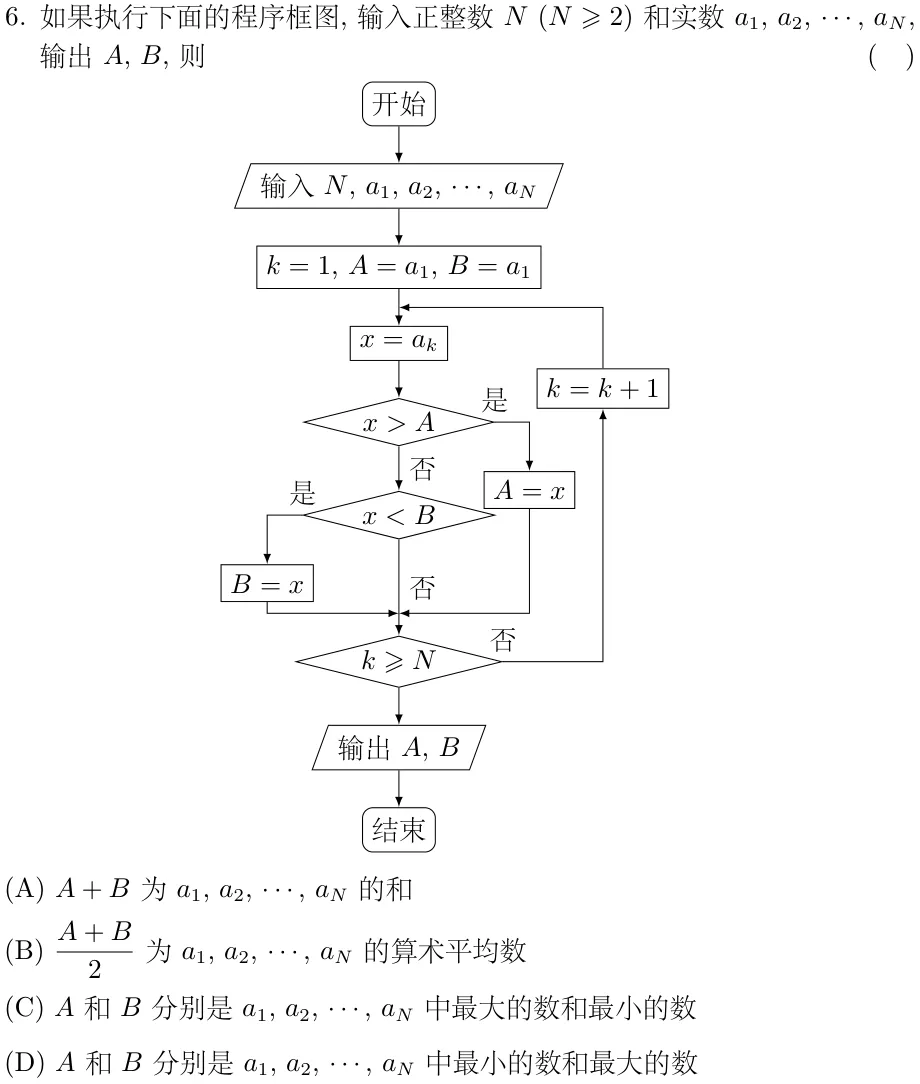 6. 如果执行下面的程序框图, 输入正整数 N (N ⩾ 2) 和实数 a₁, a₂, ···, a_N,
输出 A, B, 则 ( )
开始
输入 N, a₁, a₂, ···, a_N
k = 1, A = a₁, B = a₁
x = a_k
k = k + 1
是
x > A
否
A = x
是
x < B
B = x
否
否
k ⩾ N
输出 A, B
结束
(A) A + B 为 a₁, a₂, ···, a_N 的和
(B) \frac{A + B}{2} 为 a₁, a₂, ···, a_N 的算术平均数
(C) A 和 B 分别是 a₁, a₂, ···, a_N 中最大的数和最小的数
(D) A 和 B 分别是 a₁, a₂, ···, a_N 中最小的数和最大的数